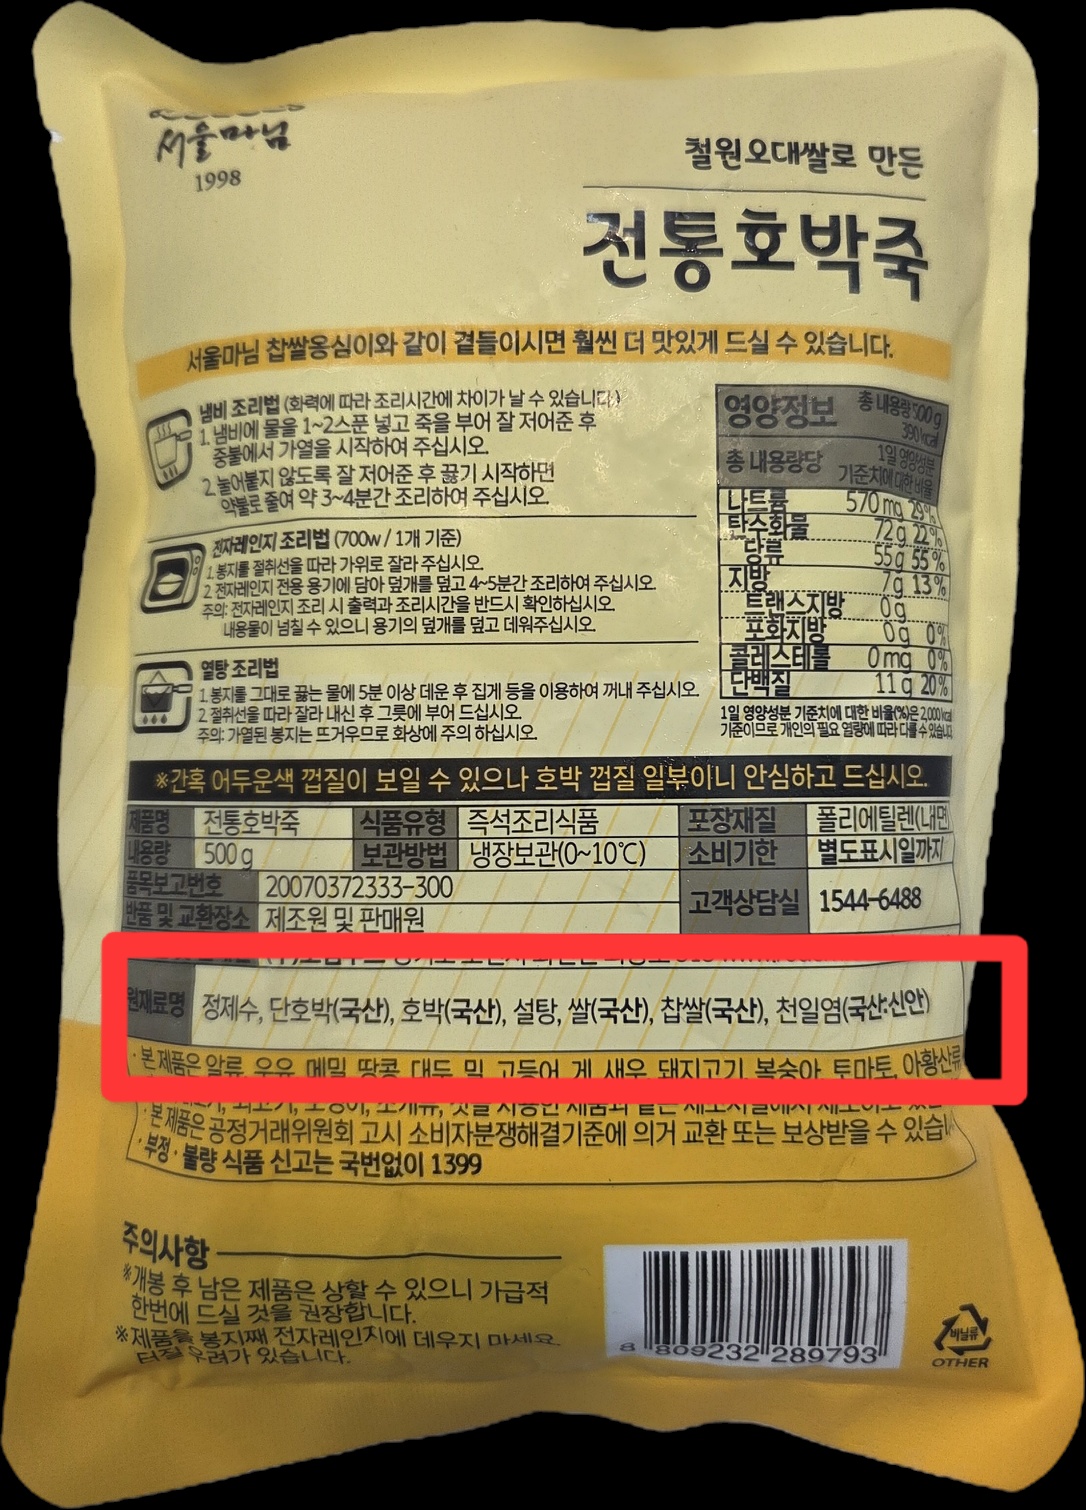 서울마님
1998
철원오대쌀로 만든
전통호박죽
서울마님 찹쌀옹심이와 같이 곁들이시면 훨씬 더 맛있게 드실 수 있습니다.
냄비 조리법 (화력에 따라 조리시간에 차이가 날 수 있습니다.)
1. 냄비에 물을 1~2스푼 넣고 죽을 부어 잘 저어준 후
중불에서 가열을 시작하여 주십시오.
2. 눌어붙지 않도록 잘 저어준 후 끓기 시작하면
약불로 줄여 약 3~4분간 조리하여 주십시오.
전자레인지 조리법 (700w / 1개 기준)
1. 봉지를 절취선을 따라 가위로 잘라 주십시오.
2. 전자레인지 전용 용기에 담아 덮개를 덮고 4~5분간 조리하여 주십시오.
주의: 전자레인지 조리 시 출력과 조리시간을 반드시 확인하십시오.
내용물이 넘칠 수 있으니 용기의 덮개를 덮고 데워주십시오.
열탕 조리법
1. 봉지를 그대로 끓는 물에 5분 이상 데운 후 집게 등을 이용하여 꺼내 주십시오.
2. 절취선을 따라 잘라 내신 후 그릇에 부어 드십시오.
주의: 가열된 봉지는 뜨거우므로 화상에 주의 하십시오.
영양정보 총 내용량 500 g
390 kcal
총 내용량당 1일 영양성분
기준치에 대한 비율
나트륨 570 mg 29%
탄수화물 72 g 22%
당류 55 g 55%
지방 7 g 13%
트랜스지방 0 g
포화지방 0 g 0%
콜레스테롤 0 mg 0%
단백질 11 g 20%
1일 영양성분 기준치에 대한 비율(%)은 2,000 kcal
기준이므로 개인의 필요 열량에 따라 다를 수 있습니다.
※간혹 어두운색 껍질이 보일 수 있으나 호박 껍질 일부이니 안심하고 드십시오.
제품명 전통호박죽 식품유형 즉석조리식품 포장재질 폴리에틸렌(내면)
내용량 500 g 보관방법 냉장보관(0~10℃) 소비기한 별도표시일까지
품목보고번호 20070372333-300 고객상담실 1544-6488
반품 및 교환장소 제조원 및 판매원
원재료명 정제수, 단호박(국산), 호박(국산), 설탕, 쌀(국산), 찹쌀(국산), 천일염(국산:신안)
· 본 제품은 알류, 우유, 메밀, 땅콩, 대두, 밀, 고등어, 게, 새우, 돼지고기, 복숭아, 토마토, 아황산류,
· 본 제품은 공정거래위원회 고시 소비자분쟁해결기준에 의거 교환 또는 보상받을 수 있습니
· 부정 · 불량 식품 신고는 국번없이 1399
주의사항
※개봉 후 남은 제품은 상할 수 있으니 가급적
한번에 드실 것을 권장합니다.
※제품을 봉지째 전자레인지에 데우지 마세요.
터질 우려가 있습니다.
8 809232 289793
비닐류
OTHER